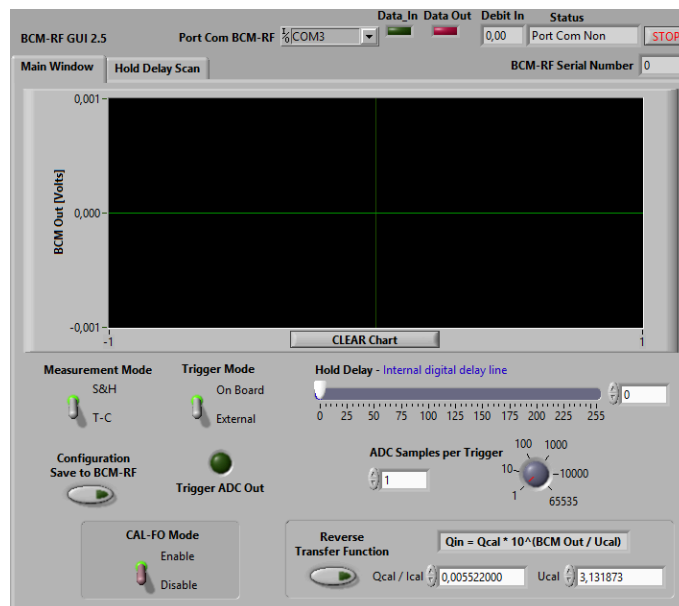 Data_In Data Out Debit In Status
BCM-RF GUI 2.5 Port Com BCM-RF I/O COM3 0,00 Port Com Non STOP
Main Window Hold Delay Scan BCM-RF Serial Number 0
0,001
BCM Out [Volts]
0,000
-0,001
-1 CLEAR Chart 1
Measurement Mode Trigger Mode Hold Delay - Internal digital delay line
S&H On Board 0
T-C External 0 25 50 75 100 125 150 175 200 225 255
Configuration
Save to BCM-RF
Trigger ADC Out
ADC Samples per Trigger
1
100 1000
10 10000
1 65535
CAL-FO Mode
Enable
Disable
Reverse
Transfer Function
Qin = Qcal * 10^(BCM Out / Ucal)
Qcal / Ical 0,005522000 Ucal 3,131873